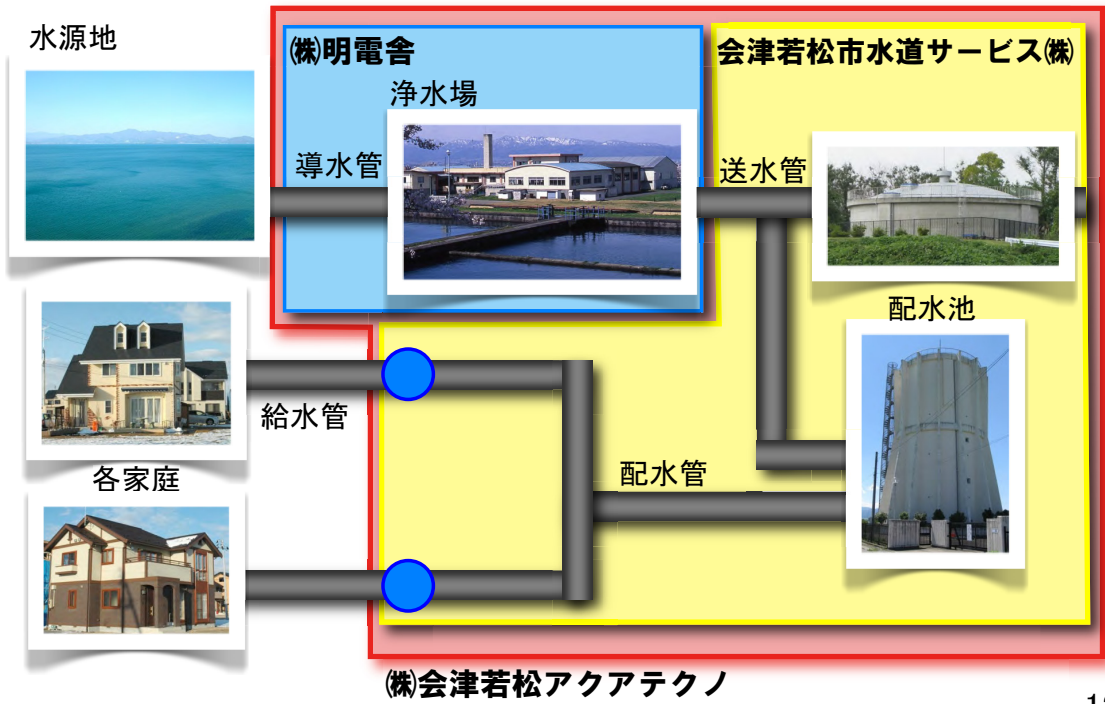 水源地
㈱明電舎
会津若松市水道サービス㈱
浄水場
導水管
送水管
配水池
給水管
配水管
各家庭
㈱会津若松アクアテクノ